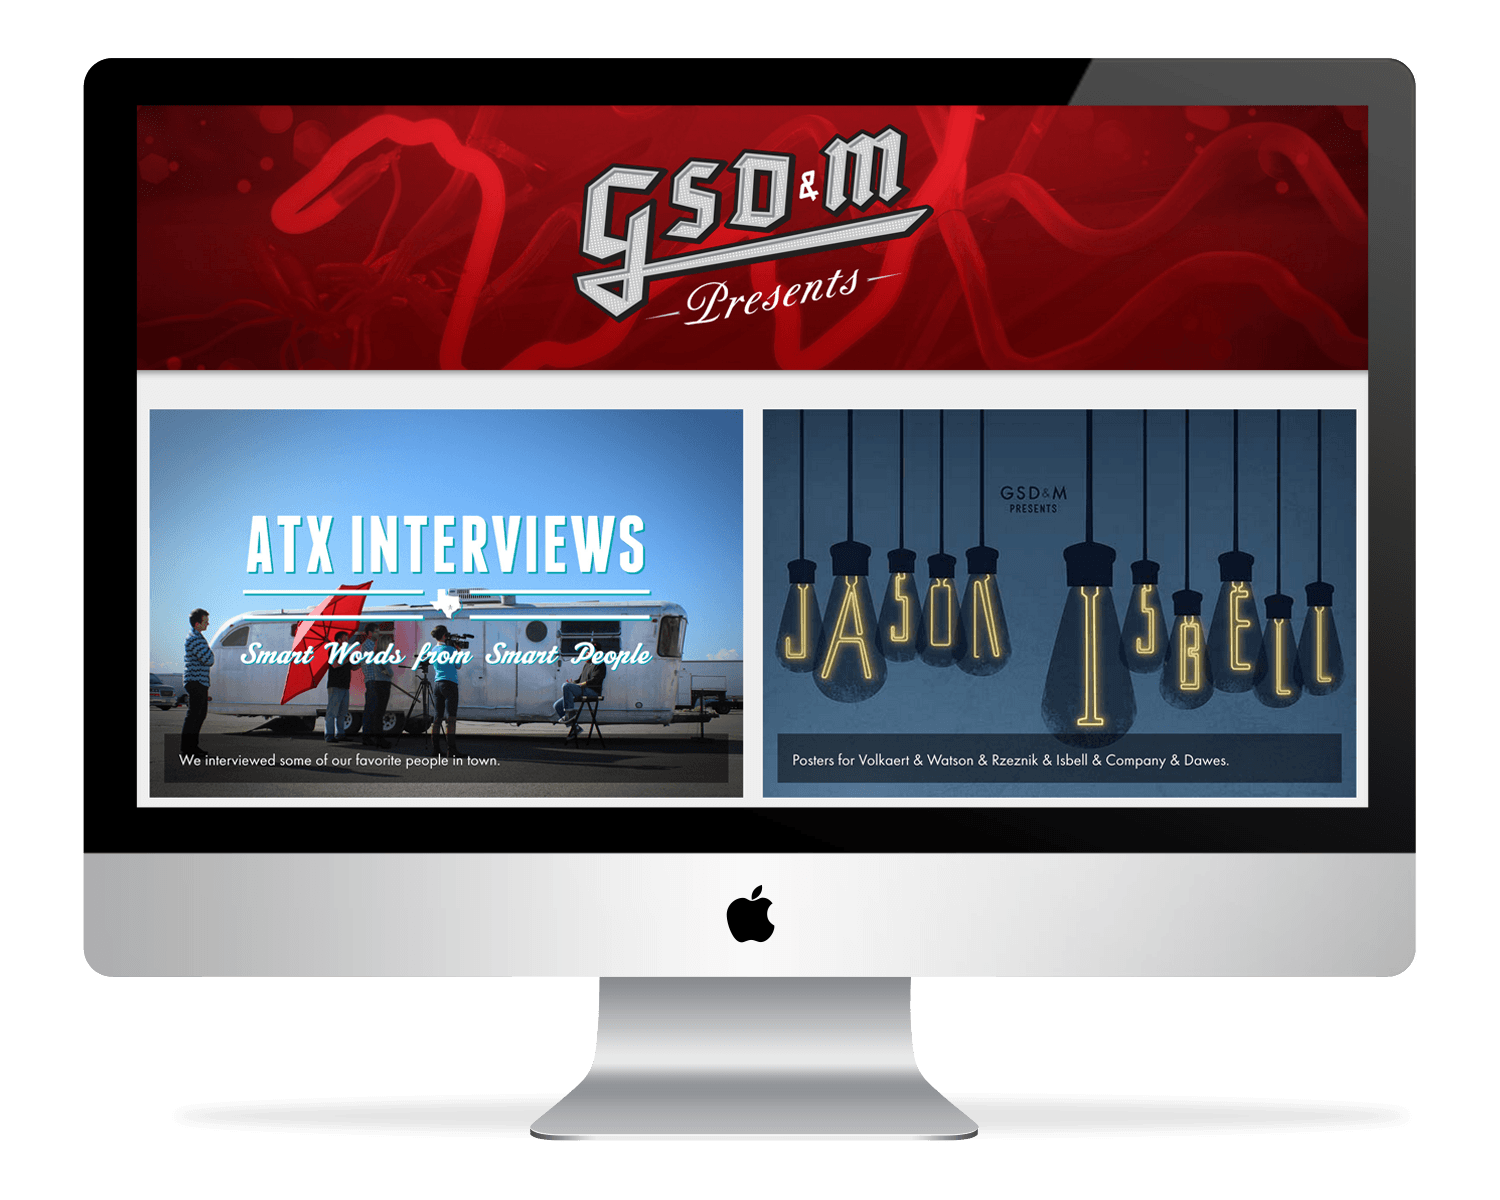 GSD&M
Presents
ATX INTERVIEWS
Smart Words from Smart People
We interviewed some of our favorite people in town.
GSD&M
PRESENTS
JASON ISBELL
Posters for Volkaert & Watson & Rzeznik & Isbell & Company & Dawes.